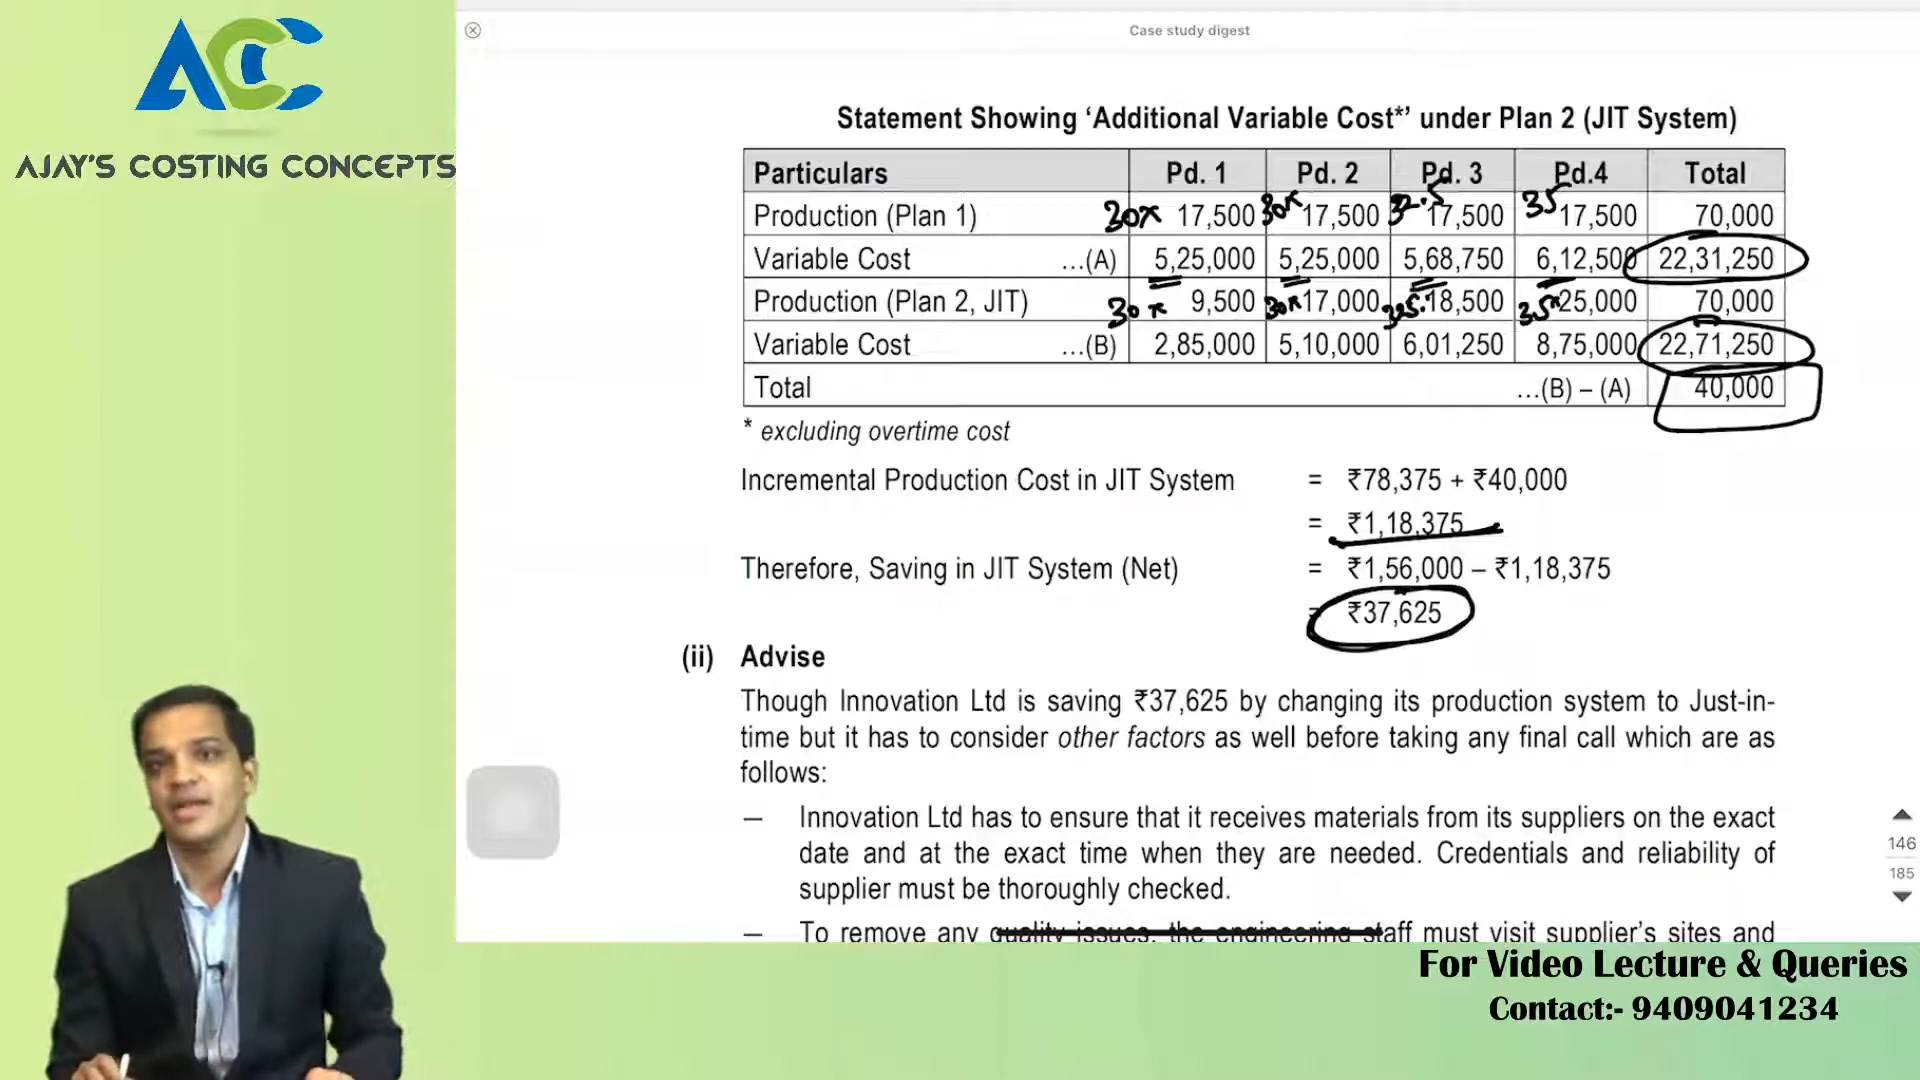 ACC
AJAY'S COSTING CONCEPTS
Case study digest
Statement Showing ‘Additional Variable Cost*’ under Plan 2 (JIT System)
Particulars Pd. 1 Pd. 2 Pd. 3 Pd.4 Total
Production (Plan 1) 30x 17,500 30x 17,500 32.5 17,500 35 17,500 70,000
Variable Cost …(A) 5,25,000 5,25,000 5,68,750 6,12,500 22,31,250
Production (Plan 2, JIT) 30x 9,500 30x 17,000 325. 18,500 35x 25,000 70,000
Variable Cost …(B) 2,85,000 5,10,000 6,01,250 8,75,000 22,71,250
Total …(B) – (A) 40,000
* excluding overtime cost
Incremental Production Cost in JIT System = ₹78,375 + ₹40,000
= ₹1,18,375
Therefore, Saving in JIT System (Net) = ₹1,56,000 – ₹1,18,375
= ₹37,625
(ii) Advise
Though Innovation Ltd is saving ₹37,625 by changing its production system to Just-in-
time but it has to consider other factors as well before taking any final call which are as
follows:
– Innovation Ltd has to ensure that it receives materials from its suppliers on the exact
date and at the exact time when they are needed. Credentials and reliability of
supplier must be thoroughly checked.
– To remove any quality issues, the engineering staff must visit supplier’s sites and
146
185
For Video Lecture & Queries
Contact:- 9409041234